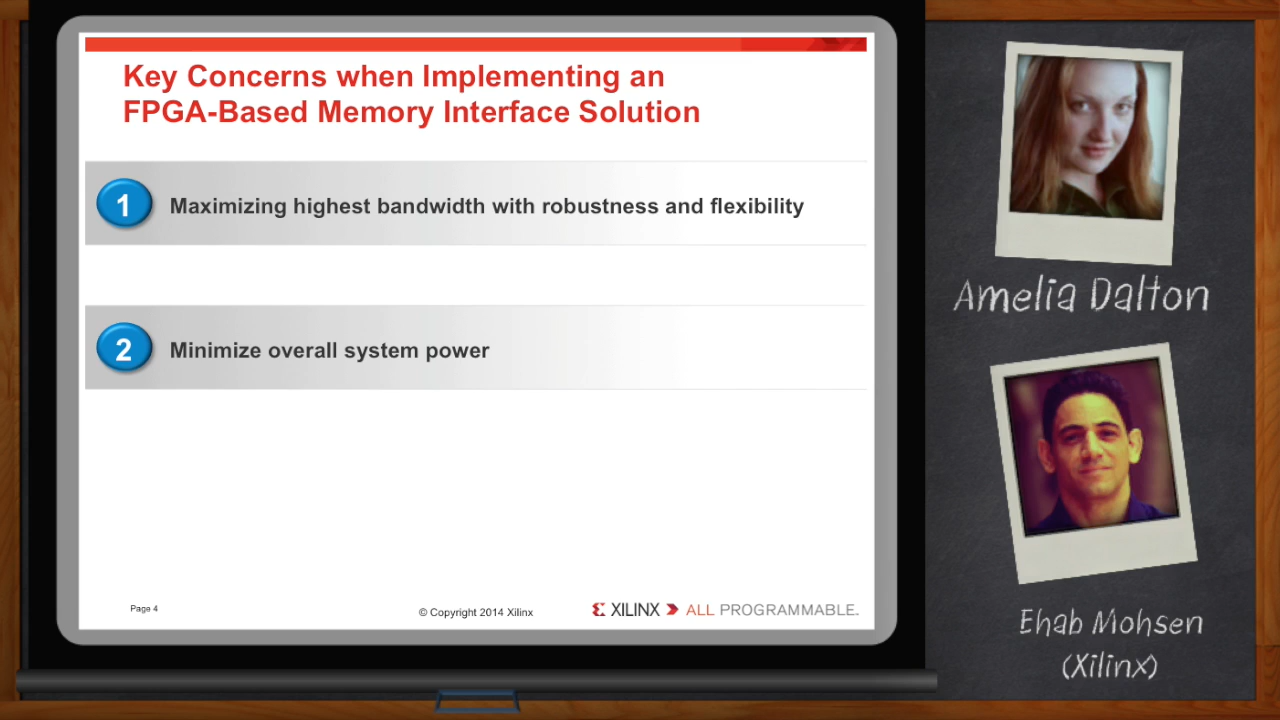 Key Concerns when Implementing an
FPGA-Based Memory Interface Solution
1 Maximizing highest bandwidth with robustness and flexibility
2 Minimize overall system power
Page 4
© Copyright 2014 Xilinx
XILINX ALL PROGRAMMABLE.
Amelia Dalton
Ehab Mohsen
(Xilinx)